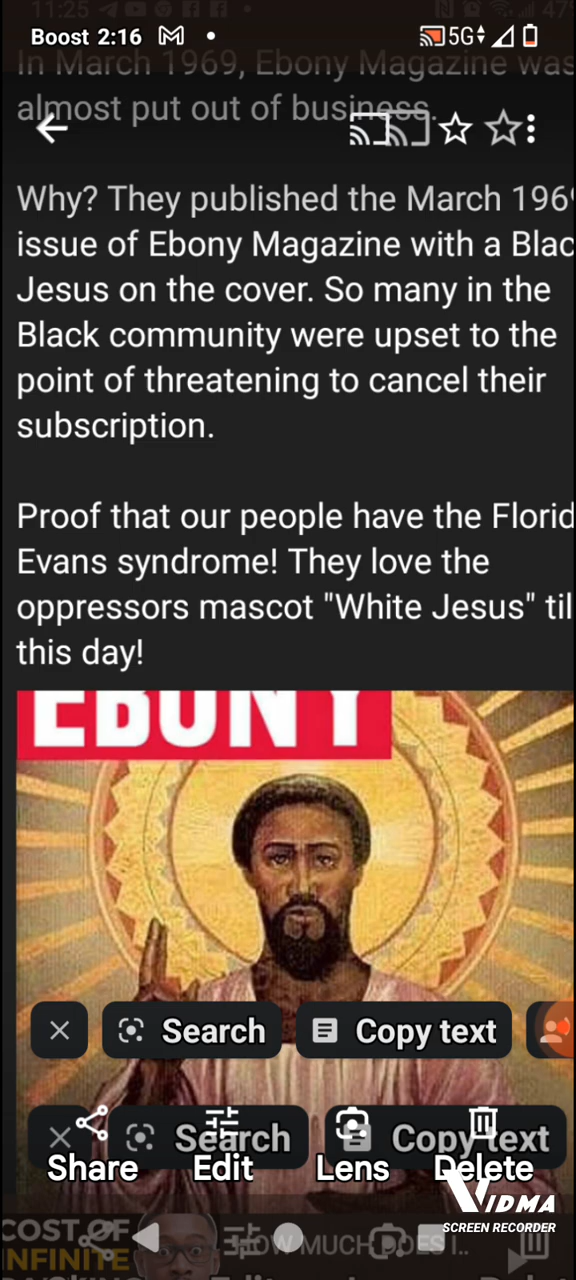 11:25
Boost 2:16
5G
In March 1969, Ebony Magazine was
almost put out of business.
Why? They published the March 196
issue of Ebony Magazine with a Blac
Jesus on the cover. So many in the
Black community were upset to the
point of threatening to cancel their
subscription.
Proof that our people have the Florid
Evans syndrome! They love the
oppressors mascot "White Jesus" til
this day!
EBONY
Search
Copy text
Search
Copy text
Share
Edit
Lens
Delete
VIDMA
SCREEN RECORDER
COST OF
INFINITE
HOW MUCH DOES I...